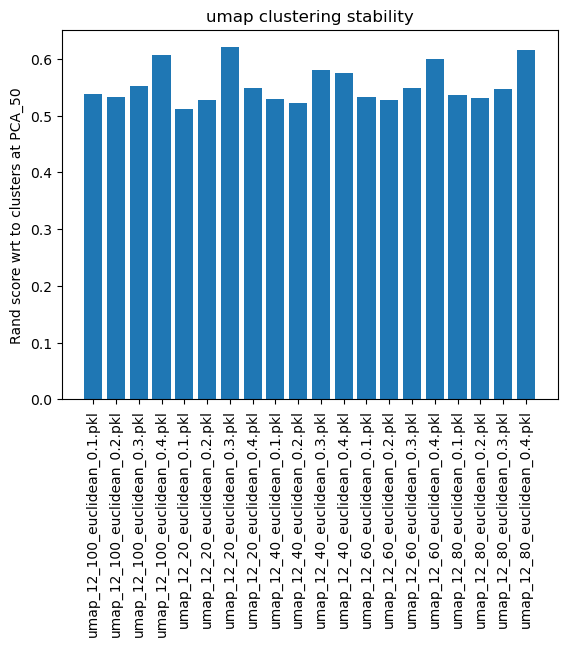 umap clustering stability
Rand score wrt to clusters at PCA_50
0.6
0.5
0.4
0.3
0.2
0.1
0.0
umap_12_100_euclidean_0.1.pkl
umap_12_100_euclidean_0.2.pkl
umap_12_100_euclidean_0.3.pkl
umap_12_100_euclidean_0.4.pkl
umap_12_20_euclidean_0.1.pkl
umap_12_20_euclidean_0.2.pkl
umap_12_20_euclidean_0.3.pkl
umap_12_20_euclidean_0.4.pkl
umap_12_40_euclidean_0.1.pkl
umap_12_40_euclidean_0.2.pkl
umap_12_40_euclidean_0.3.pkl
umap_12_40_euclidean_0.4.pkl
umap_12_60_euclidean_0.1.pkl
umap_12_60_euclidean_0.2.pkl
umap_12_60_euclidean_0.3.pkl
umap_12_60_euclidean_0.4.pkl
umap_12_80_euclidean_0.1.pkl
umap_12_80_euclidean_0.2.pkl
umap_12_80_euclidean_0.3.pkl
umap_12_80_euclidean_0.4.pkl